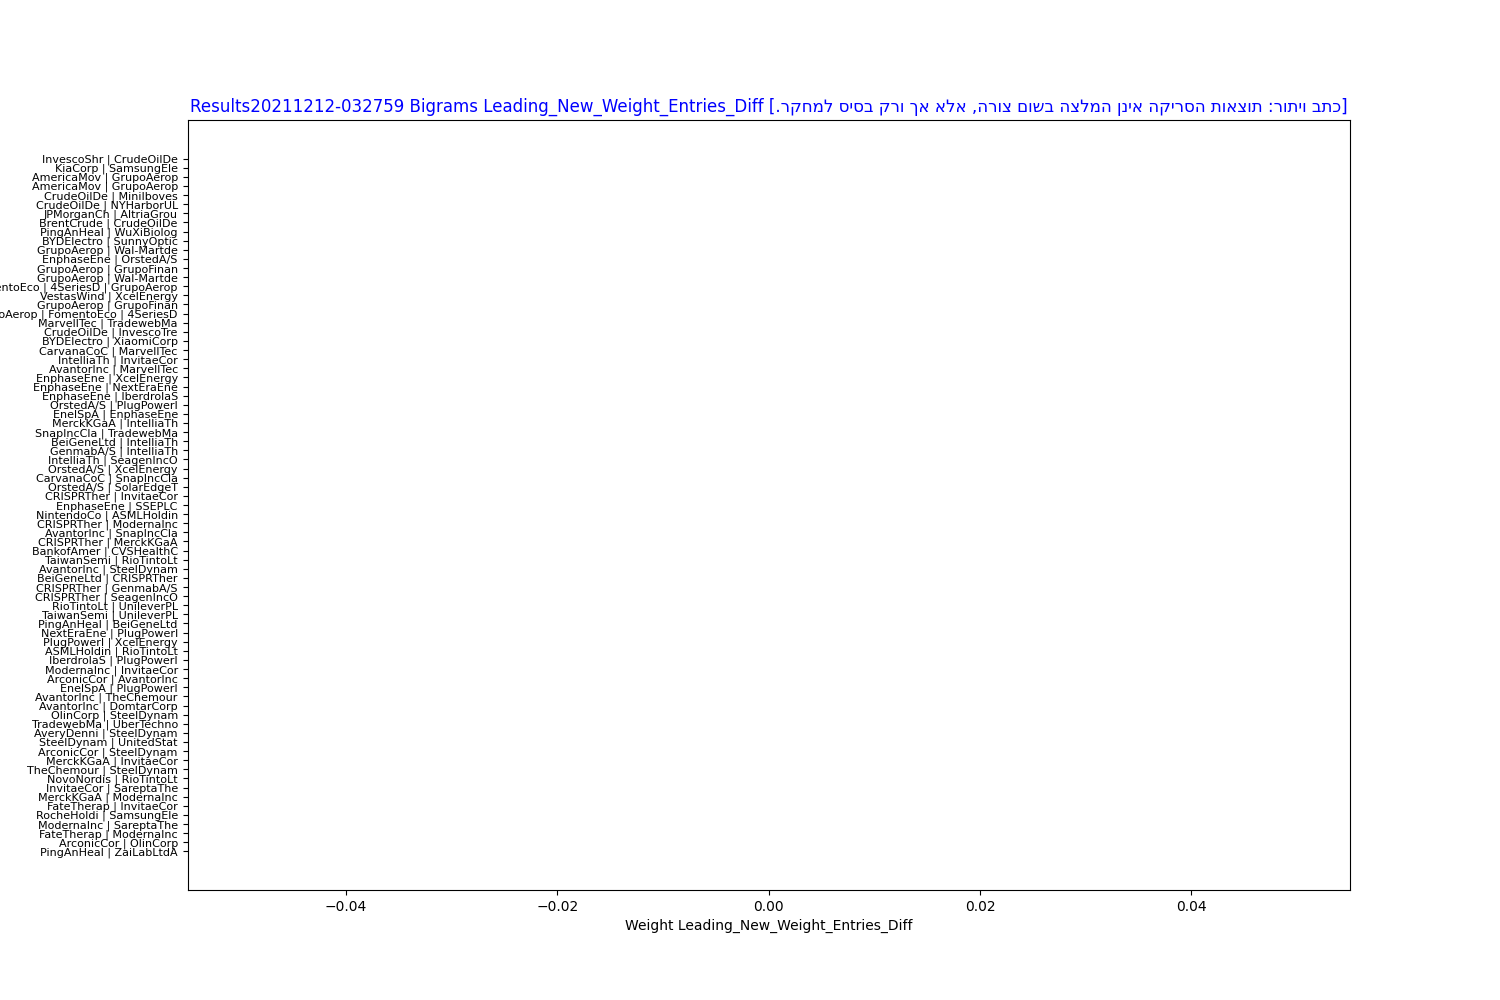 Results20211212-032759 Bigrams Leading_New_Weight_Entries_Diff [כתב ויתור: תוצאות הסריקה אינן המלצה בשום צורה, אלא אך ורק בסיס למחקר.]
InvescoShr | CrudeOilDe
KiaCorp | SamsungEle
AmericaMov | GrupoAerop
AmericaMov | GrupoAerop
CrudeOilDe | MiniIboves
CrudeOilDe | NYHarborUL
JPMorganCh | AltriaGrou
BrentCrude | CrudeOilDe
PingAnHeal | WuXiBiolog
BYDElectro | SunnyOptic
GrupoAerop | Wal-Martde
EnphaseEne | OrstedA/S
GrupoAerop | GrupoFinan
GrupoAerop | Wal-Martde
entoEco | 4SeriesD | GrupoAerop
VestasWind | XcelEnergy
GrupoAerop | GrupoFinan
oAerop | FomentoEco | 4SeriesD
MarvellTec | TradewebMa
CrudeOilDe | InvescoTre
BYDElectro | XiaomiCorp
CarvanaCoC | MarvellTec
IntelliaTh | InvitaeCor
AvantorInc | MarvellTec
EnphaseEne | XcelEnergy
EnphaseEne | NextEraEne
EnphaseEne | IberdrolaS
OrstedA/S | PlugPowerI
EnelSpA | EnphaseEne
MerckKGaA | IntelliaTh
SnapIncCla | TradewebMa
BeiGeneLtd | IntelliaTh
GenmabA/S | IntelliaTh
IntelliaTh | SeagenIncO
OrstedA/S | XcelEnergy
CarvanaCoC | SnapIncCla
OrstedA/S | SolarEdgeT
CRISPRTher | InvitaeCor
EnphaseEne | SSEPLC
NintendoCo | ASMLHoldin
CRISPRTher | ModernaInc
AvantorInc | SnapIncCla
CRISPRTher | MerckKGaA
BankofAmer | CVSHealthC
TaiwanSemi | RioTintoLt
AvantorInc | SteelDynam
BeiGeneLtd | CRISPRTher
CRISPRTher | GenmabA/S
CRISPRTher | SeagenIncO
RioTintoLt | UnileverPL
TaiwanSemi | UnileverPL
PingAnHeal | BeiGeneLtd
NextEraEne | PlugPowerI
PlugPowerI | XcelEnergy
ASMLHoldin | RioTintoLt
IberdrolaS | PlugPowerI
ModernaInc | InvitaeCor
ArconicCor | AvantorInc
EnelSpA | PlugPowerI
AvantorInc | TheChemour
AvantorInc | DomtarCorp
OlinCorp | SteelDynam
TradewebMa | UberTechno
AveryDenni | SteelDynam
SteelDynam | UnitedStat
ArconicCor | SteelDynam
MerckKGaA | InvitaeCor
TheChemour | SteelDynam
NovoNordis | RioTintoLt
InvitaeCor | SareptaThe
MerckKGaA | ModernaInc
FateTherap | InvitaeCor
RocheHoldi | SamsungEle
ModernaInc | SareptaThe
FateTherap | ModernaInc
ArconicCor | OlinCorp
PingAnHeal | ZaiLabLtdA
−0.04 −0.02 0.00 0.02 0.04
Weight Leading_New_Weight_Entries_Diff